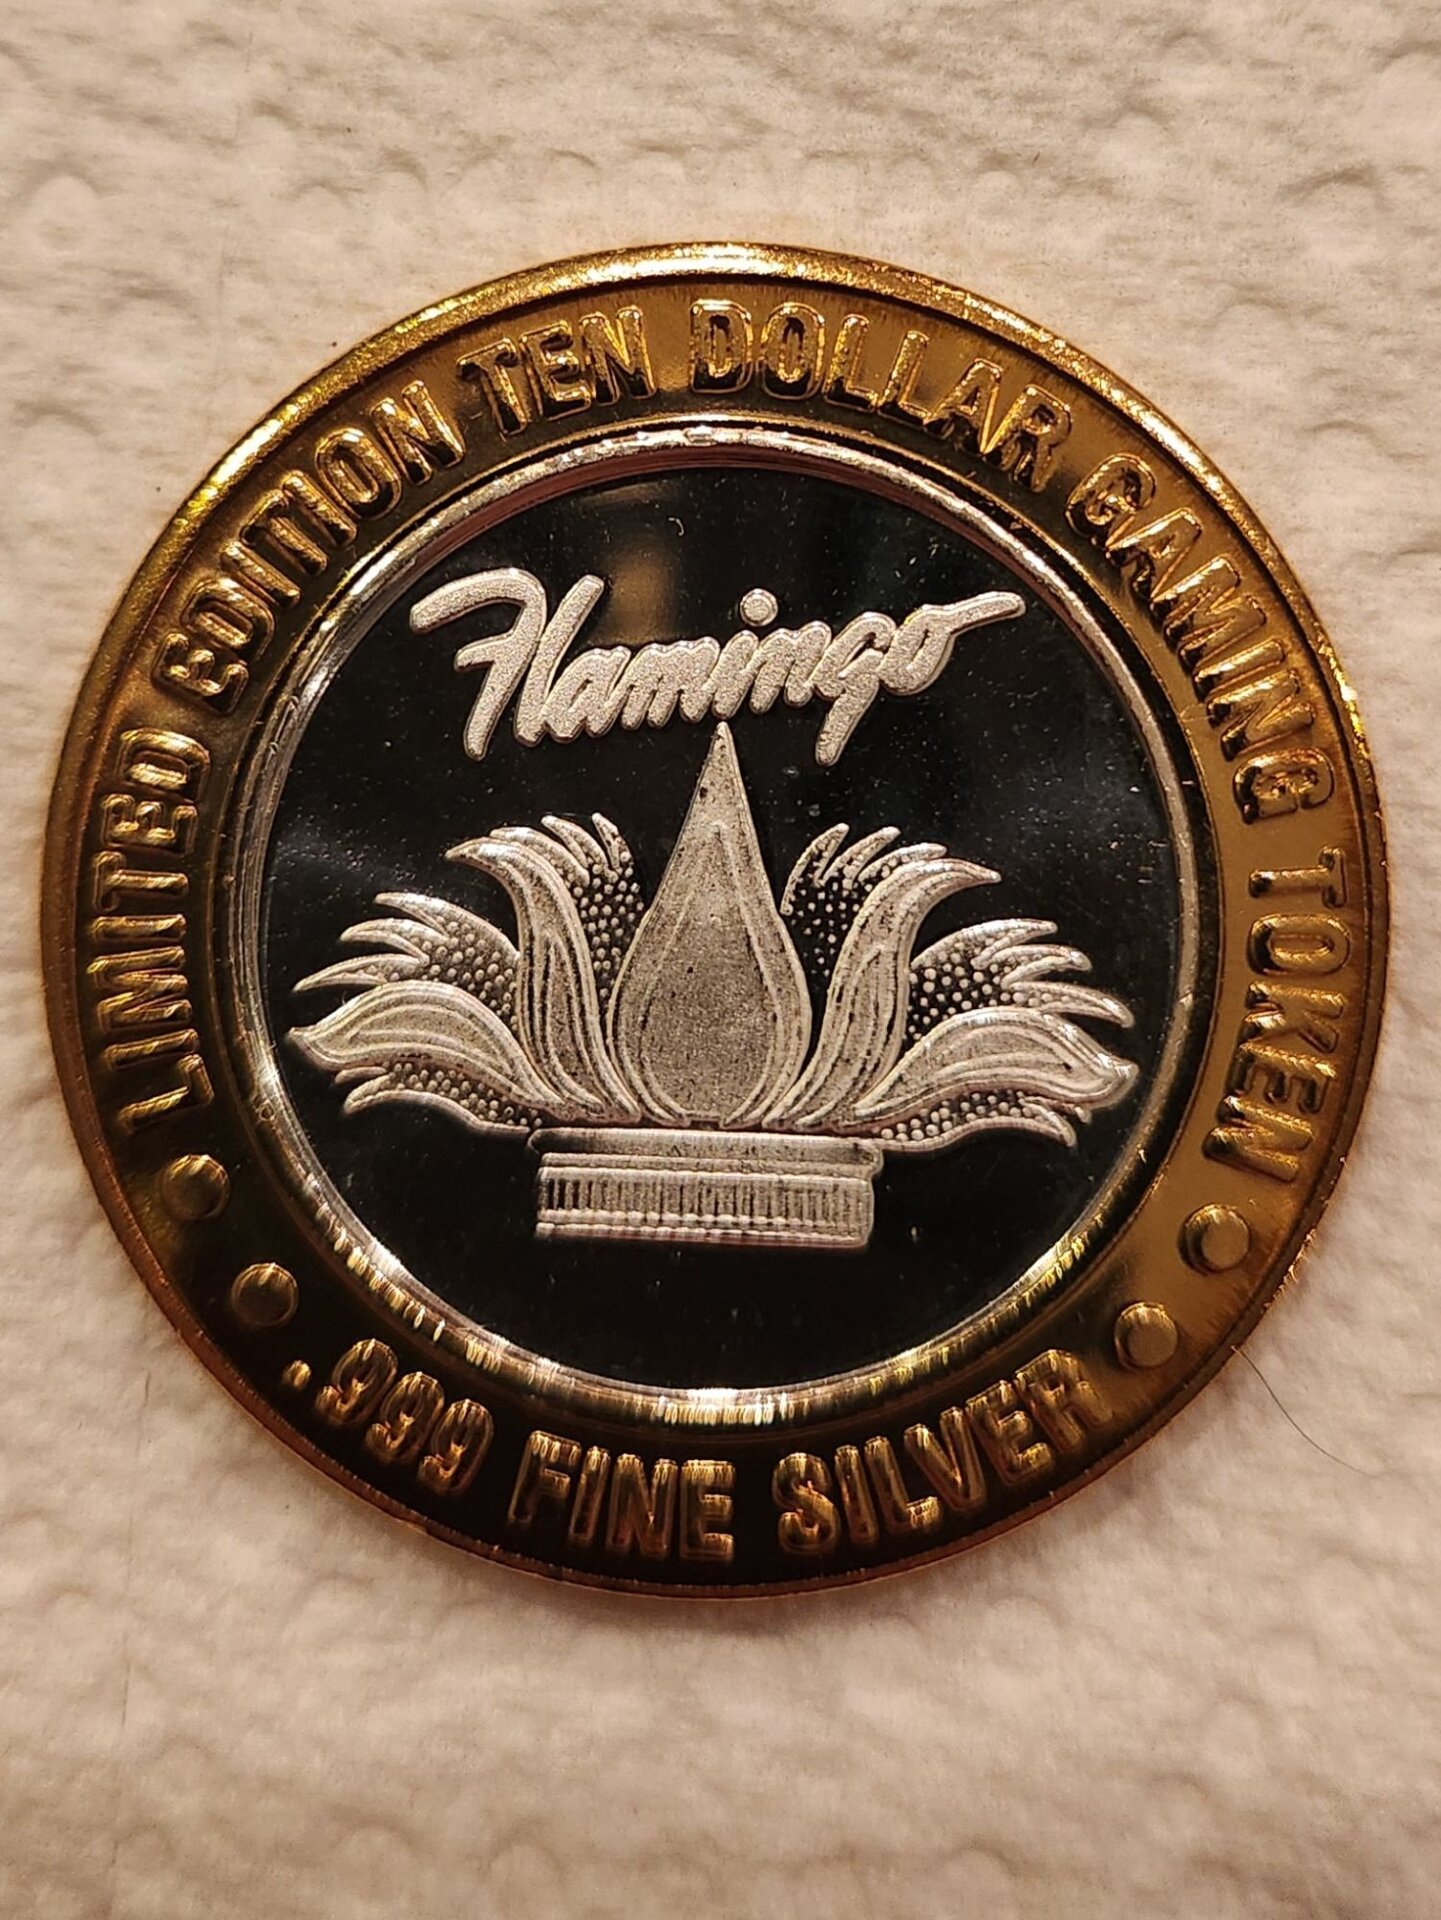 LIMITED EDITION TEN DOLLAR GAMING TOKEN
Flamingo
.999 FINE SILVER